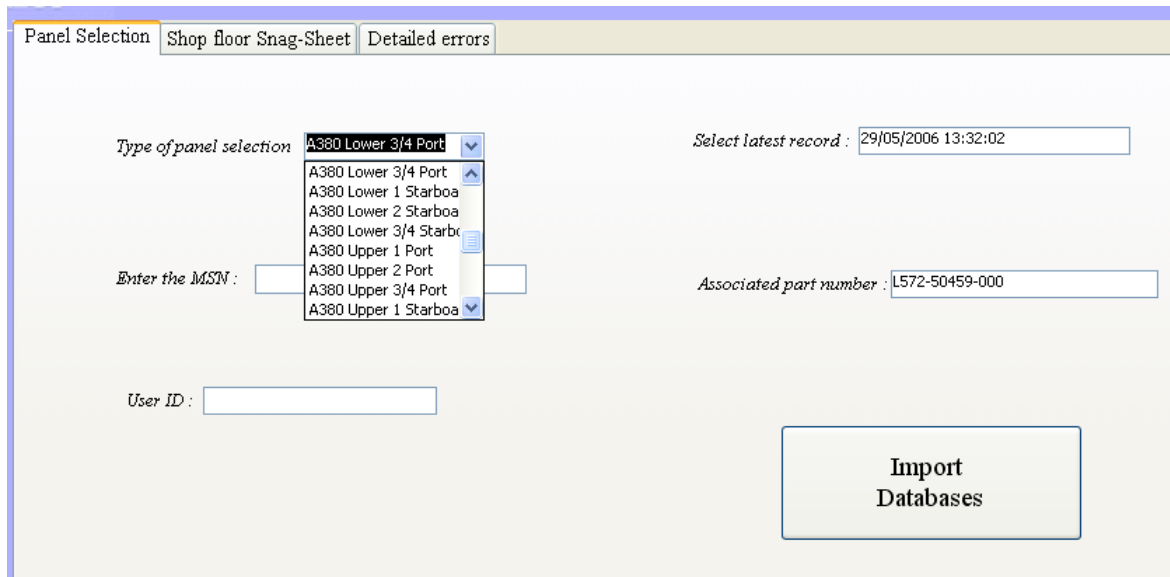 Panel Selection Shop floor Snag-Sheet Detailed errors
Type of panel selection A380 Lower 3/4 Port
Select latest record : 29/05/2006 13:32:02
A380 Lower 3/4 Port
A380 Lower 1 Starboa
A380 Lower 2 Starboa
A380 Lower 3/4 Starbo
A380 Upper 1 Port
A380 Upper 2 Port
A380 Upper 3/4 Port
A380 Upper 1 Starboa
Enter the MSN :
Associated part number : L572-50459-000
User ID :
Import
Databases